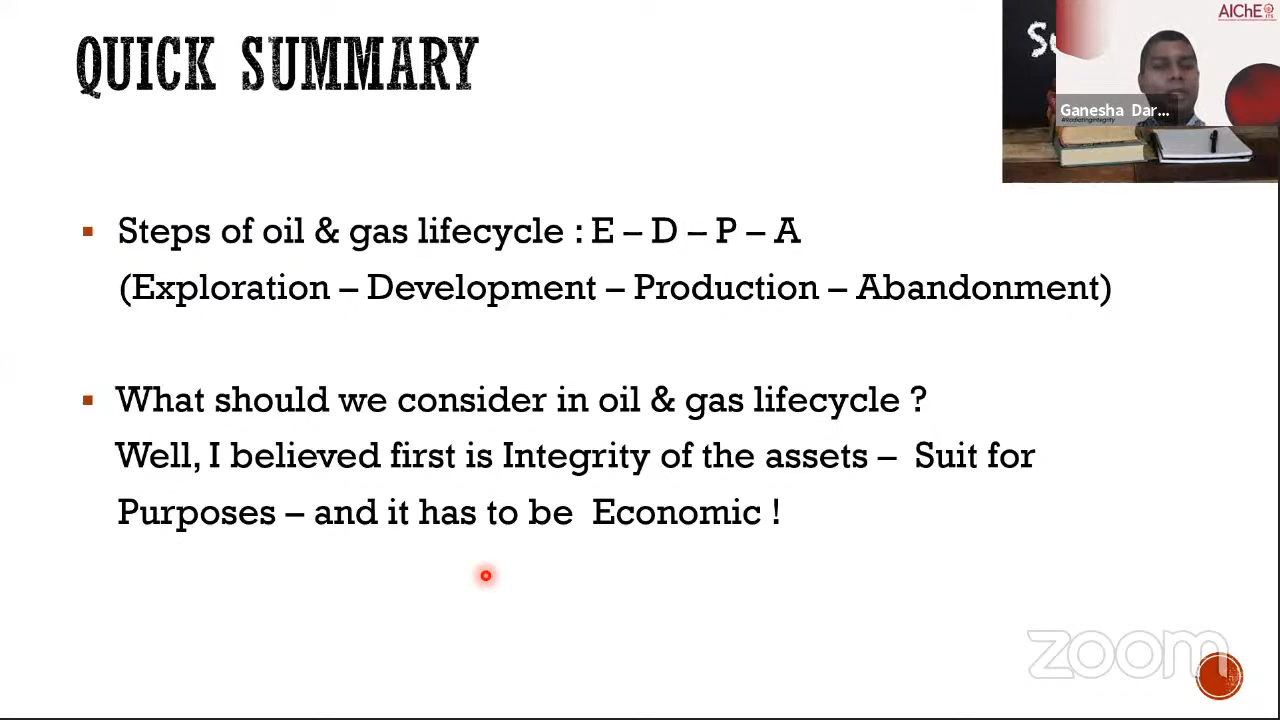 QUICK SUMMARY
AIChE
ITS
Ganesha Dar...
#RadiatingIntegrity
▪ Steps of oil & gas lifecycle : E – D – P – A
(Exploration – Development – Production – Abandonment)
▪ What should we consider in oil & gas lifecycle ?
Well, I believed first is Integrity of the assets – Suit for
Purposes – and it has to be Economic !
zoom